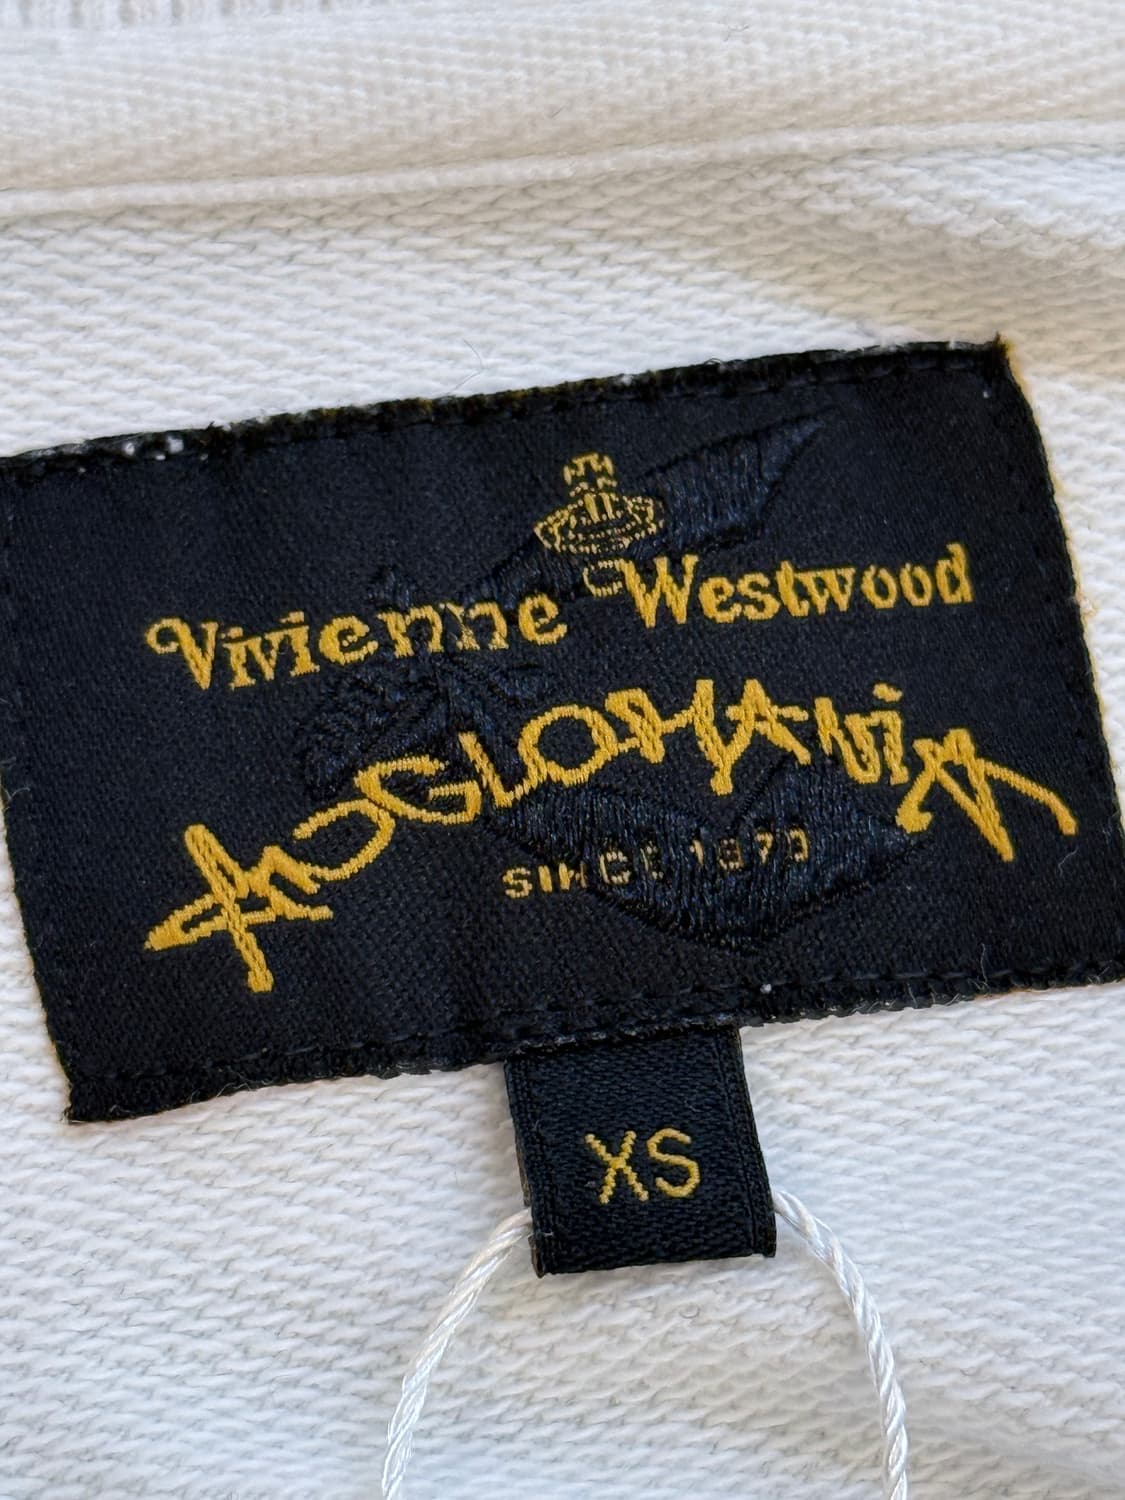 Vivienne Westwood
ANGLOMANiA
SINCE 1970
XS